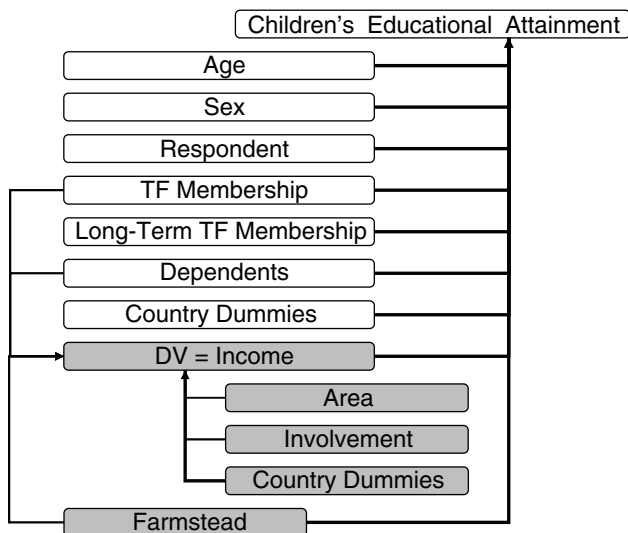 Children's Educational Attainment
Age
Sex
Respondent
TF Membership
Long-Term TF Membership
Dependents
Country Dummies
DV = Income
Area
Involvement
Country Dummies
Farmstead